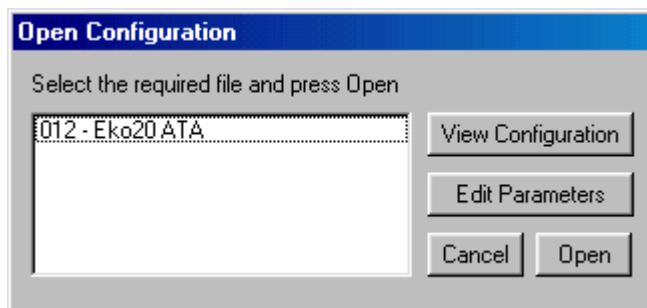 Open Configuration
Select the required file and press Open
012 - Eko20 ATA
View Configuration
Edit Parameters
Cancel
Open